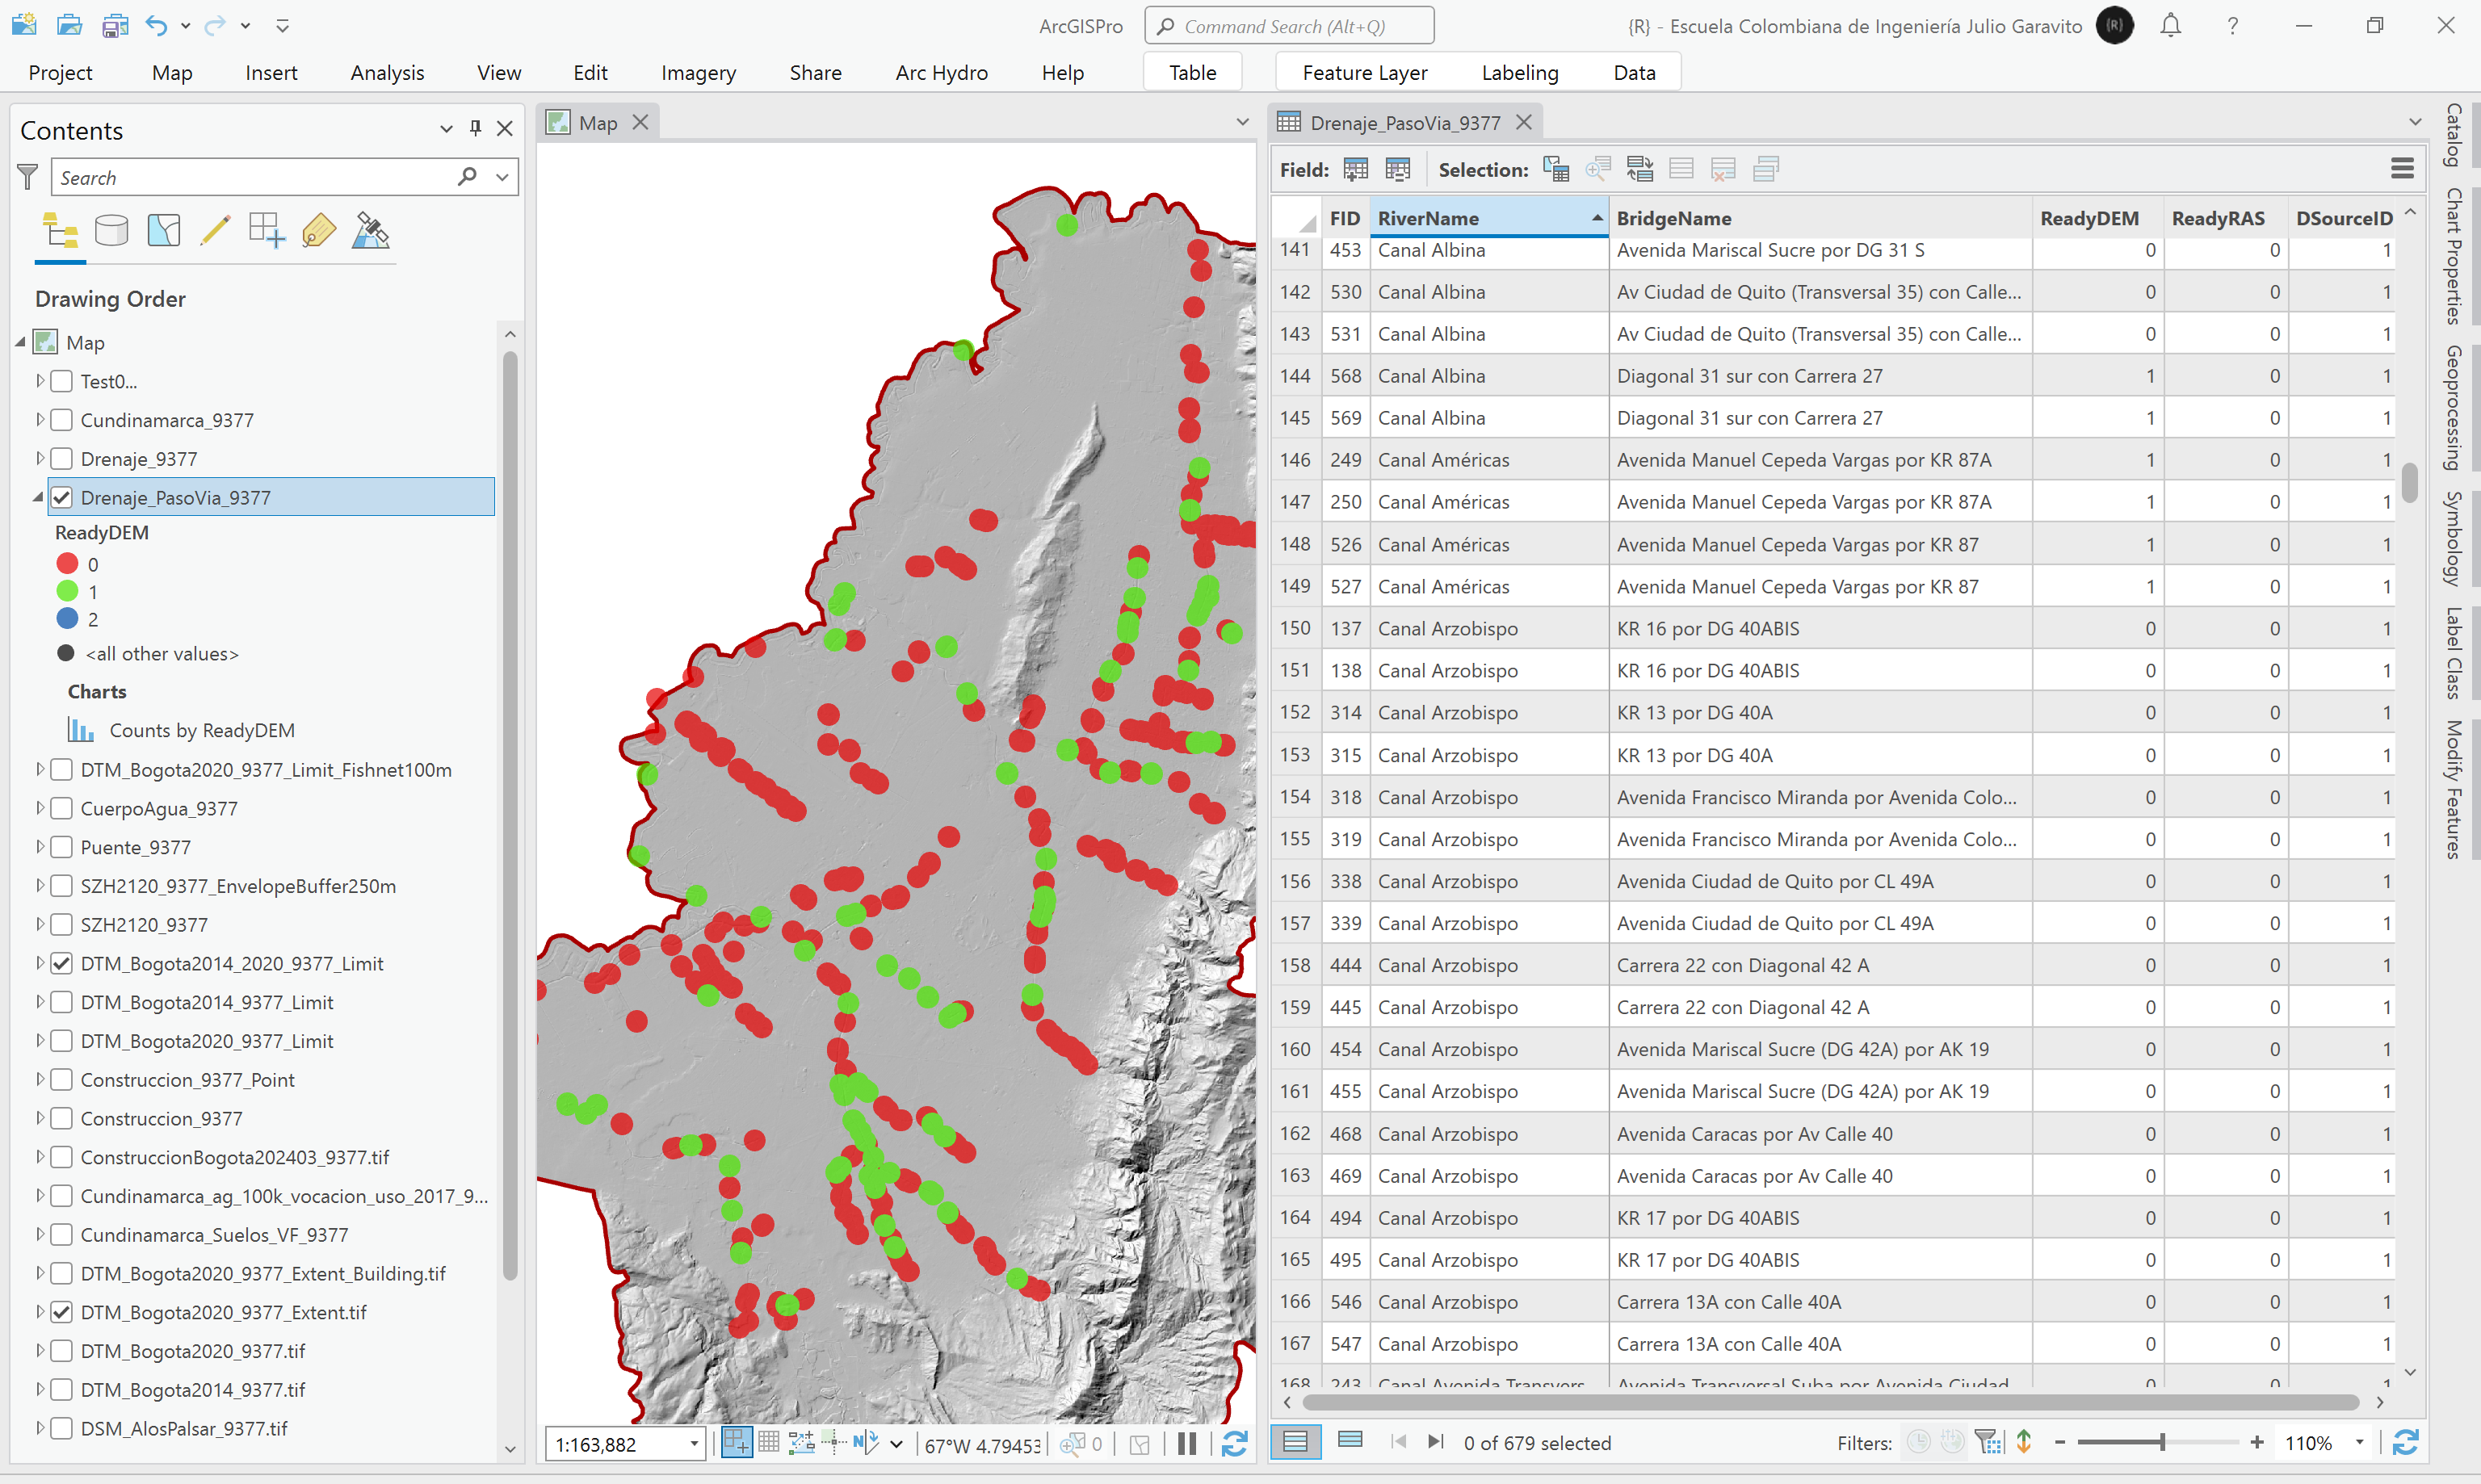 ArcGISPro
Command Search (Alt+Q)
{R} - Escuela Colombiana de Ingeniería Julio Garavito
{R}
Project Map Insert Analysis View Edit Imagery Share Arc Hydro Help Table Feature Layer Labeling Data
Contents
Search
Drawing Order
Map
Test0...
Cundinamarca_9377
Drenaje_9377
Drenaje_PasoVia_9377
ReadyDEM
0
1
2
<all other values>
Charts
Counts by ReadyDEM
DTM_Bogota2020_9377_Limit_Fishnet100m
CuerpoAgua_9377
Puente_9377
SZH2120_9377_EnvelopeBuffer250m
SZH2120_9377
DTM_Bogota2014_2020_9377_Limit
DTM_Bogota2014_9377_Limit
DTM_Bogota2020_9377_Limit
Construccion_9377_Point
Construccion_9377
ConstruccionBogota202403_9377.tif
Cundinamarca_ag_100k_vocacion_uso_2017_9...
Cundinamarca_Suelos_VF_9377
DTM_Bogota2020_9377_Extent_Building.tif
DTM_Bogota2020_9377_Extent.tif
DTM_Bogota2020_9377.tif
DTM_Bogota2014_9377.tif
DSM_AlosPalsar_9377.tif
Map
1:163,882
N
67°W 4.79453
0
Drenaje_PasoVia_9377
Field: Selection:
FID RiverName BridgeName ReadyDEM ReadyRAS DSourceID
141 453 Canal Albina Avenida Mariscal Sucre por DG 31 S 0 0 1
142 530 Canal Albina Av Ciudad de Quito (Transversal 35) con Calle... 0 0 1
143 531 Canal Albina Av Ciudad de Quito (Transversal 35) con Calle... 0 0 1
144 568 Canal Albina Diagonal 31 sur con Carrera 27 1 0 1
145 569 Canal Albina Diagonal 31 sur con Carrera 27 1 0 1
146 249 Canal Américas Avenida Manuel Cepeda Vargas por KR 87A 1 0 1
147 250 Canal Américas Avenida Manuel Cepeda Vargas por KR 87A 1 0 1
148 526 Canal Américas Avenida Manuel Cepeda Vargas por KR 87 1 0 1
149 527 Canal Américas Avenida Manuel Cepeda Vargas por KR 87 1 0 1
150 137 Canal Arzobispo KR 16 por DG 40ABIS 0 0 1
151 138 Canal Arzobispo KR 16 por DG 40ABIS 0 0 1
152 314 Canal Arzobispo KR 13 por DG 40A 0 0 1
153 315 Canal Arzobispo KR 13 por DG 40A 0 0 1
154 318 Canal Arzobispo Avenida Francisco Miranda por Avenida Colo... 0 0 1
155 319 Canal Arzobispo Avenida Francisco Miranda por Avenida Colo... 0 0 1
156 338 Canal Arzobispo Avenida Ciudad de Quito por CL 49A 0 0 1
157 339 Canal Arzobispo Avenida Ciudad de Quito por CL 49A 0 0 1
158 444 Canal Arzobispo Carrera 22 con Diagonal 42 A 0 0 1
159 445 Canal Arzobispo Carrera 22 con Diagonal 42 A 0 0 1
160 454 Canal Arzobispo Avenida Mariscal Sucre (DG 42A) por AK 19 0 0 1
161 455 Canal Arzobispo Avenida Mariscal Sucre (DG 42A) por AK 19 0 0 1
162 468 Canal Arzobispo Avenida Caracas por Av Calle 40 0 0 1
163 469 Canal Arzobispo Avenida Caracas por Av Calle 40 0 0 1
164 494 Canal Arzobispo KR 17 por DG 40ABIS 0 0 1
165 495 Canal Arzobispo KR 17 por DG 40ABIS 0 0 1
166 546 Canal Arzobispo Carrera 13A con Calle 40A 0 0 1
167 547 Canal Arzobispo Carrera 13A con Calle 40A 0 0 1
168 243 Canal Avenida Transvers... Avenida Transversal Suba por Avenida Ciudad... 0 0 1
0 of 679 selected
Filters:
110%
Catalog
Chart Properties
Geoprocessing
Symbology
Label Class
Modify Features